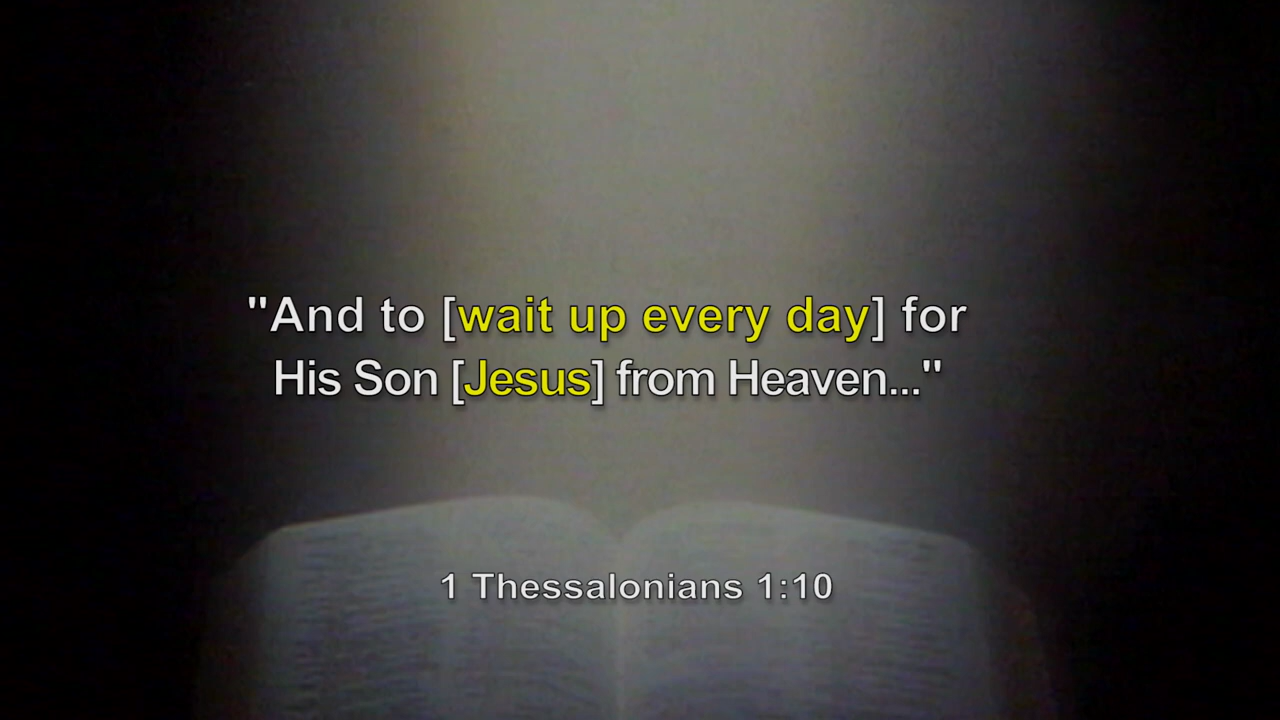 "And to [wait up every day] for
His Son [Jesus] from Heaven..."
1 Thessalonians 1:10